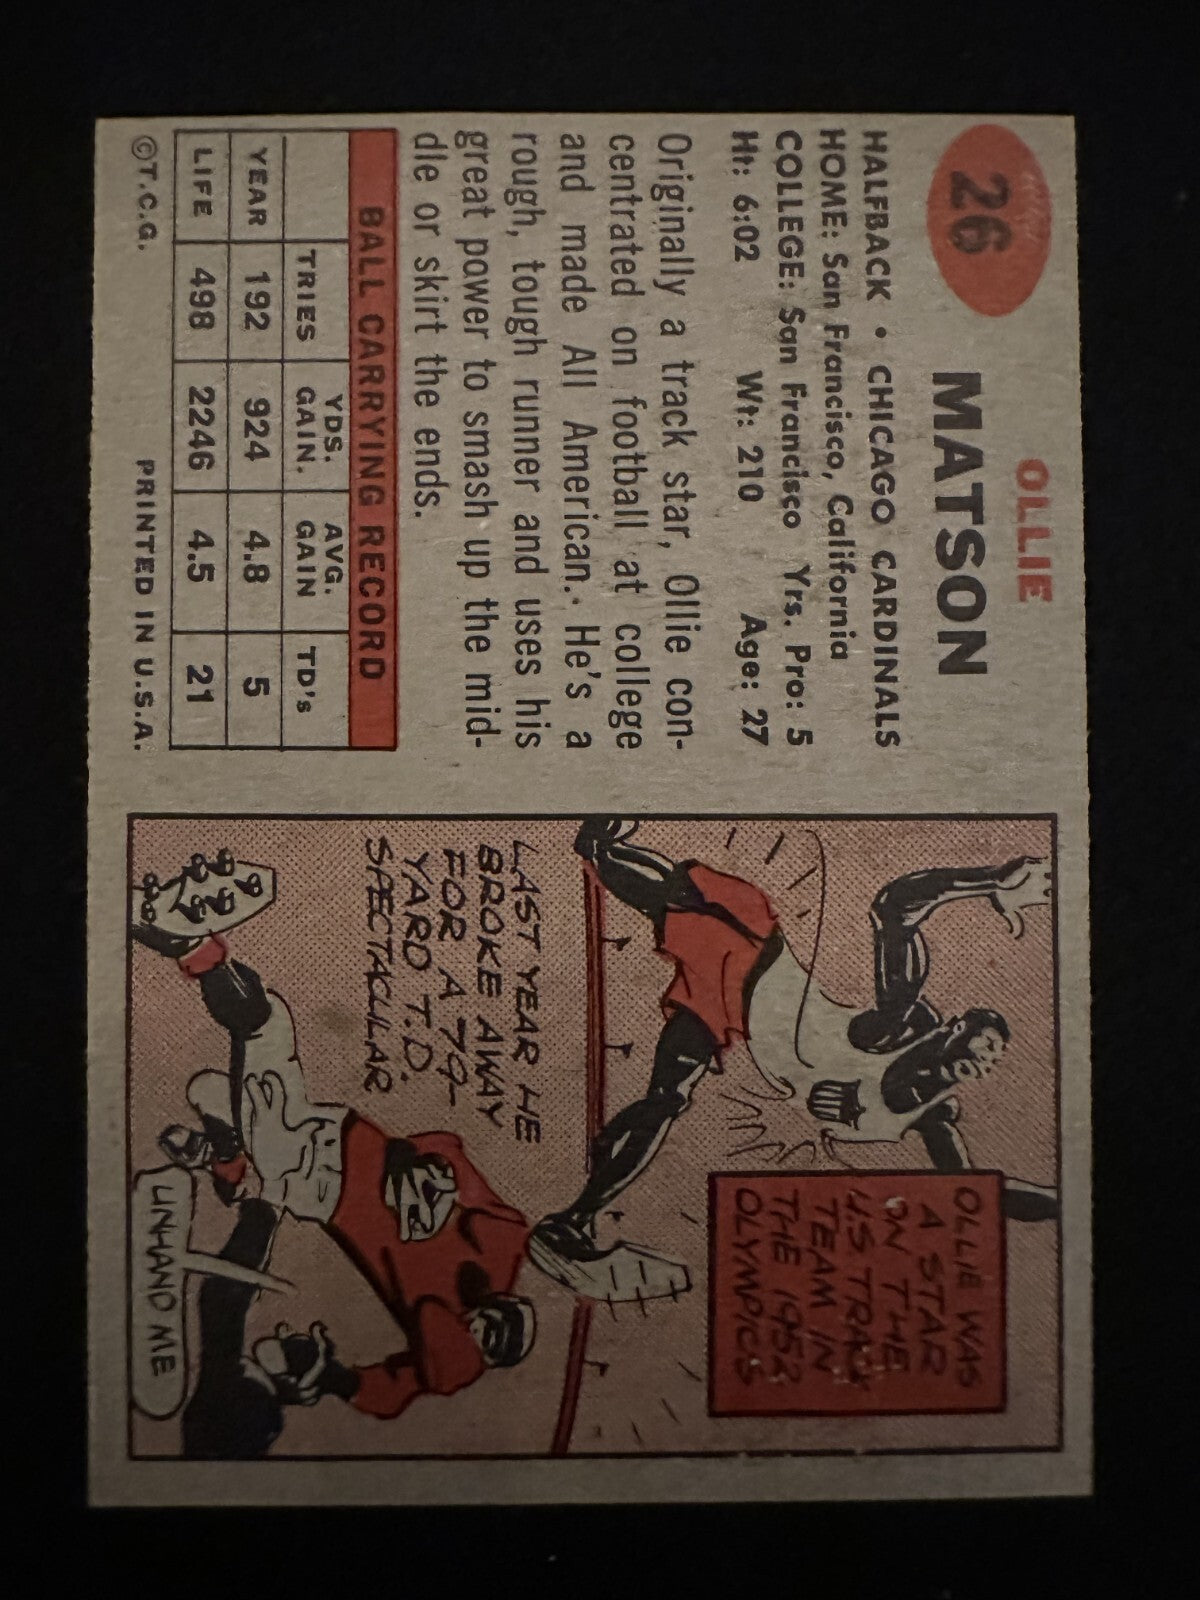 26
OLLIE
MATSON
HALFBACK • CHICAGO CARDINALS
HOME: San Francisco, California
COLLEGE: San Francisco Yrs. Pro: 5
Ht: 6:02 Wt: 210 Age: 27
Originally a track star, Ollie con-
centrated on football at college
and made All American. He's a
rough, tough runner and uses his
great power to smash up the mid-
dle or skirt the ends.
BALL CARRYING RECORD
TRIES YDS. GAIN. AVG. GAIN TD's
YEAR 192 924 4.8 5
LIFE 498 2246 4.5 21
©T.C.G. PRINTED IN U.S.A.
OLLIE WAS
A STAR
ON THE
U.S TRACK
TEAM IN
THE 1952
OLYMPICS
LAST YEAR HE
BROKE AWAY
FOR A 79-
YARD T.D.
SPECTACULAR
UNHAND ME